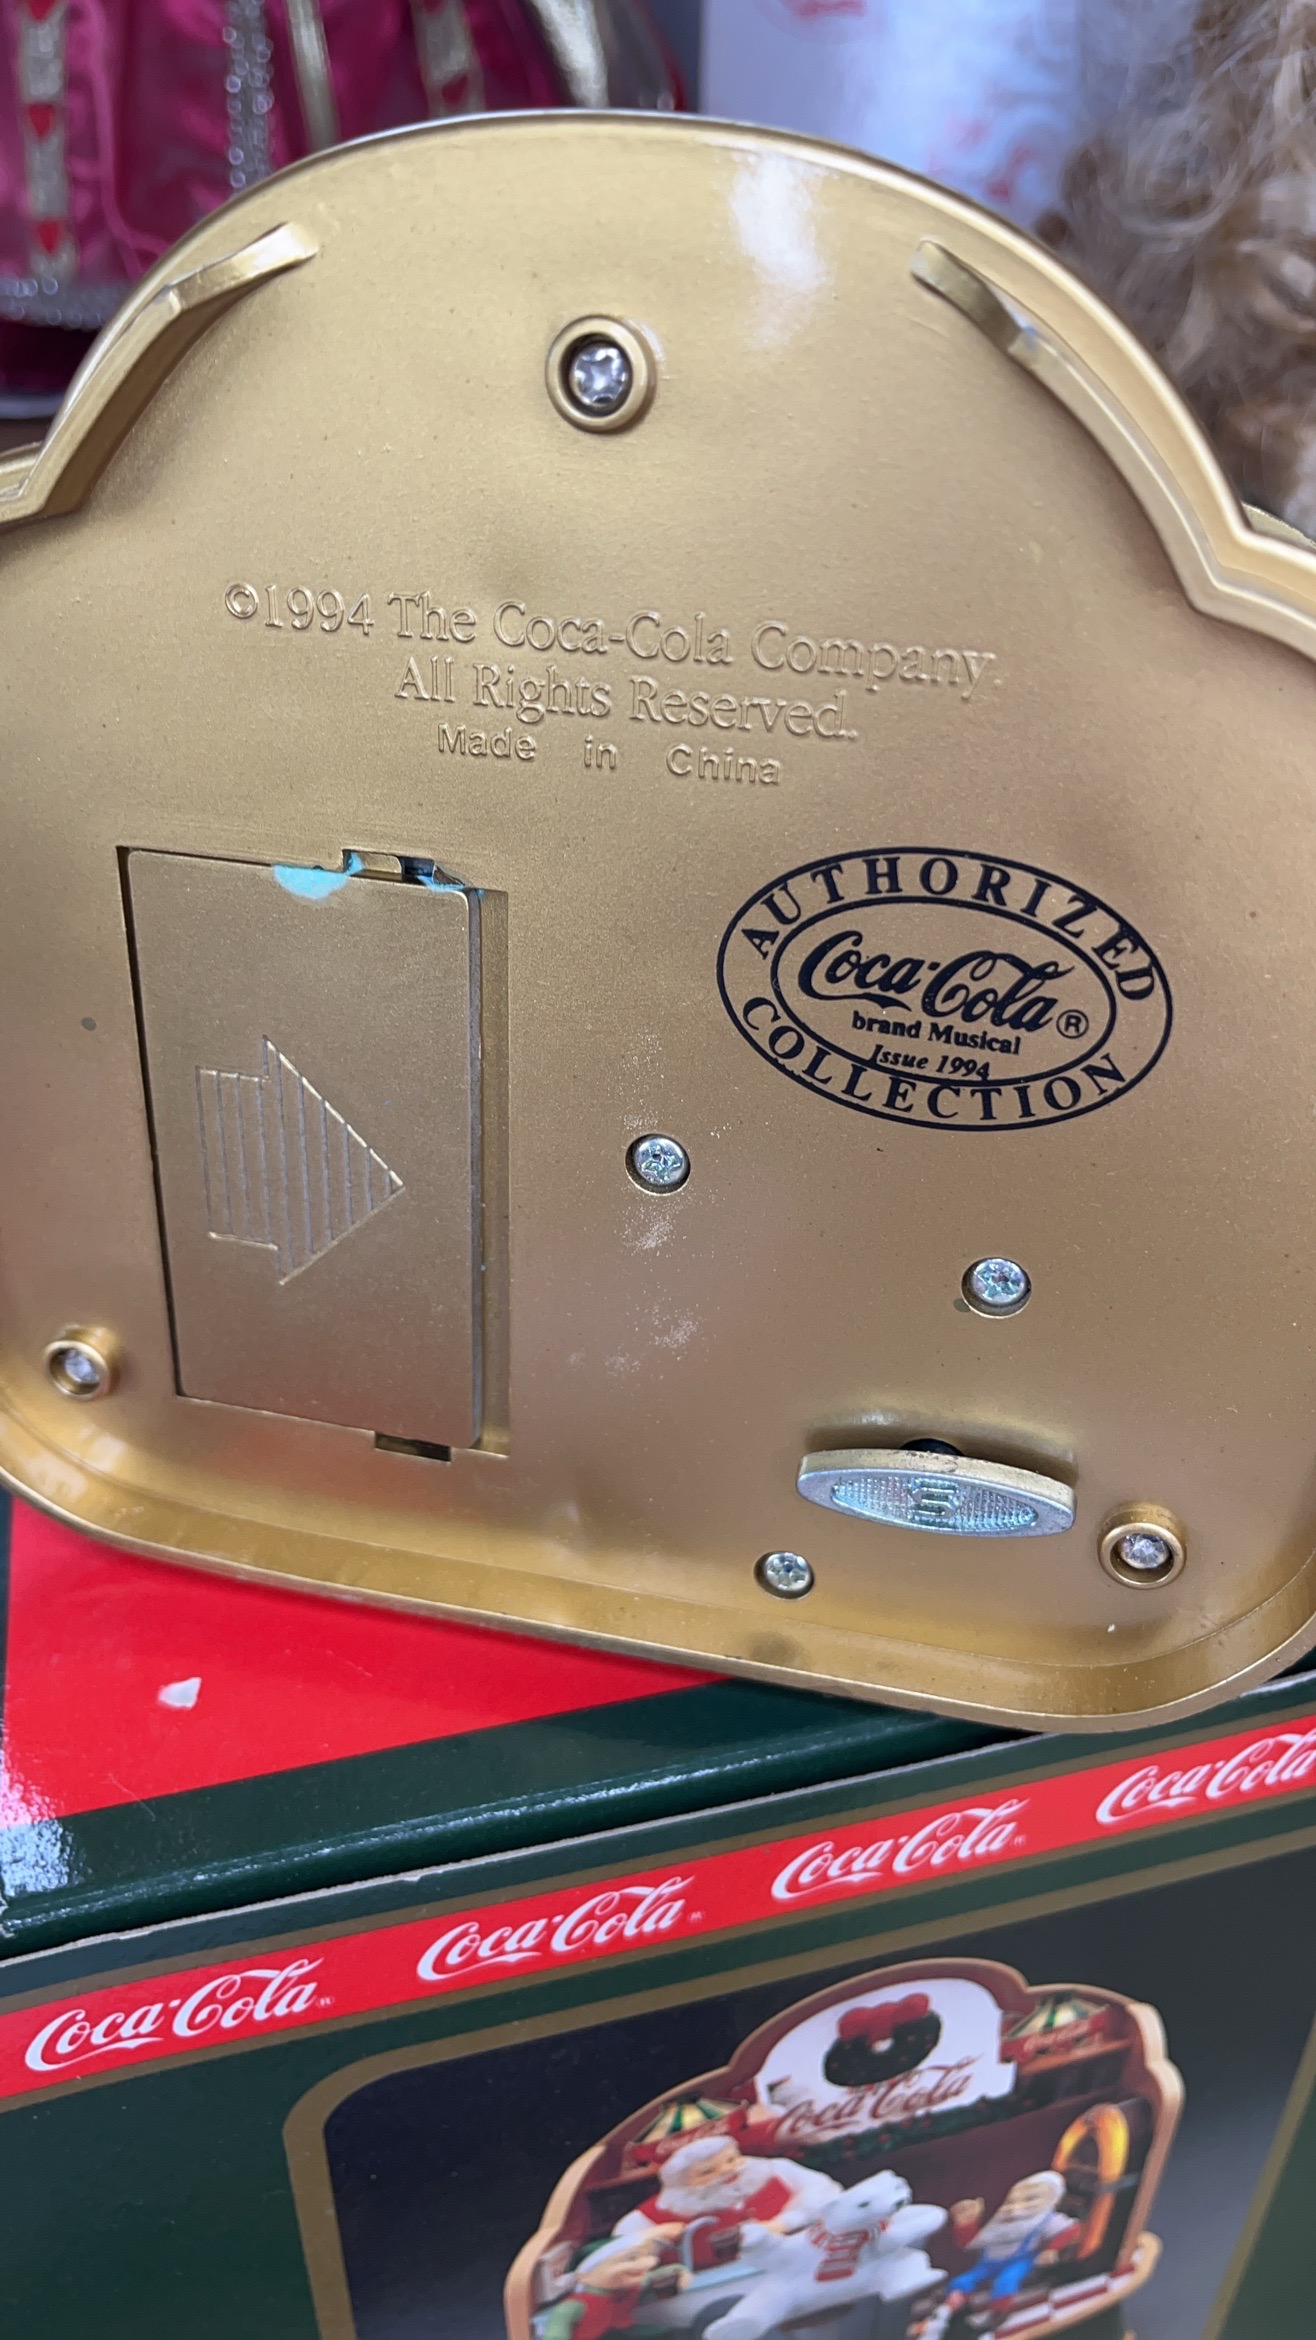 ©1994 The Coca-Cola Company.
All Rights Reserved.
Made in China
AUTHORIZED
Coca-Cola®
brand Musical
Issue 1994
COLLECTION
Coca-Cola
Coca-Cola
Coca-Cola
Coca-Cola
Coca-Cola